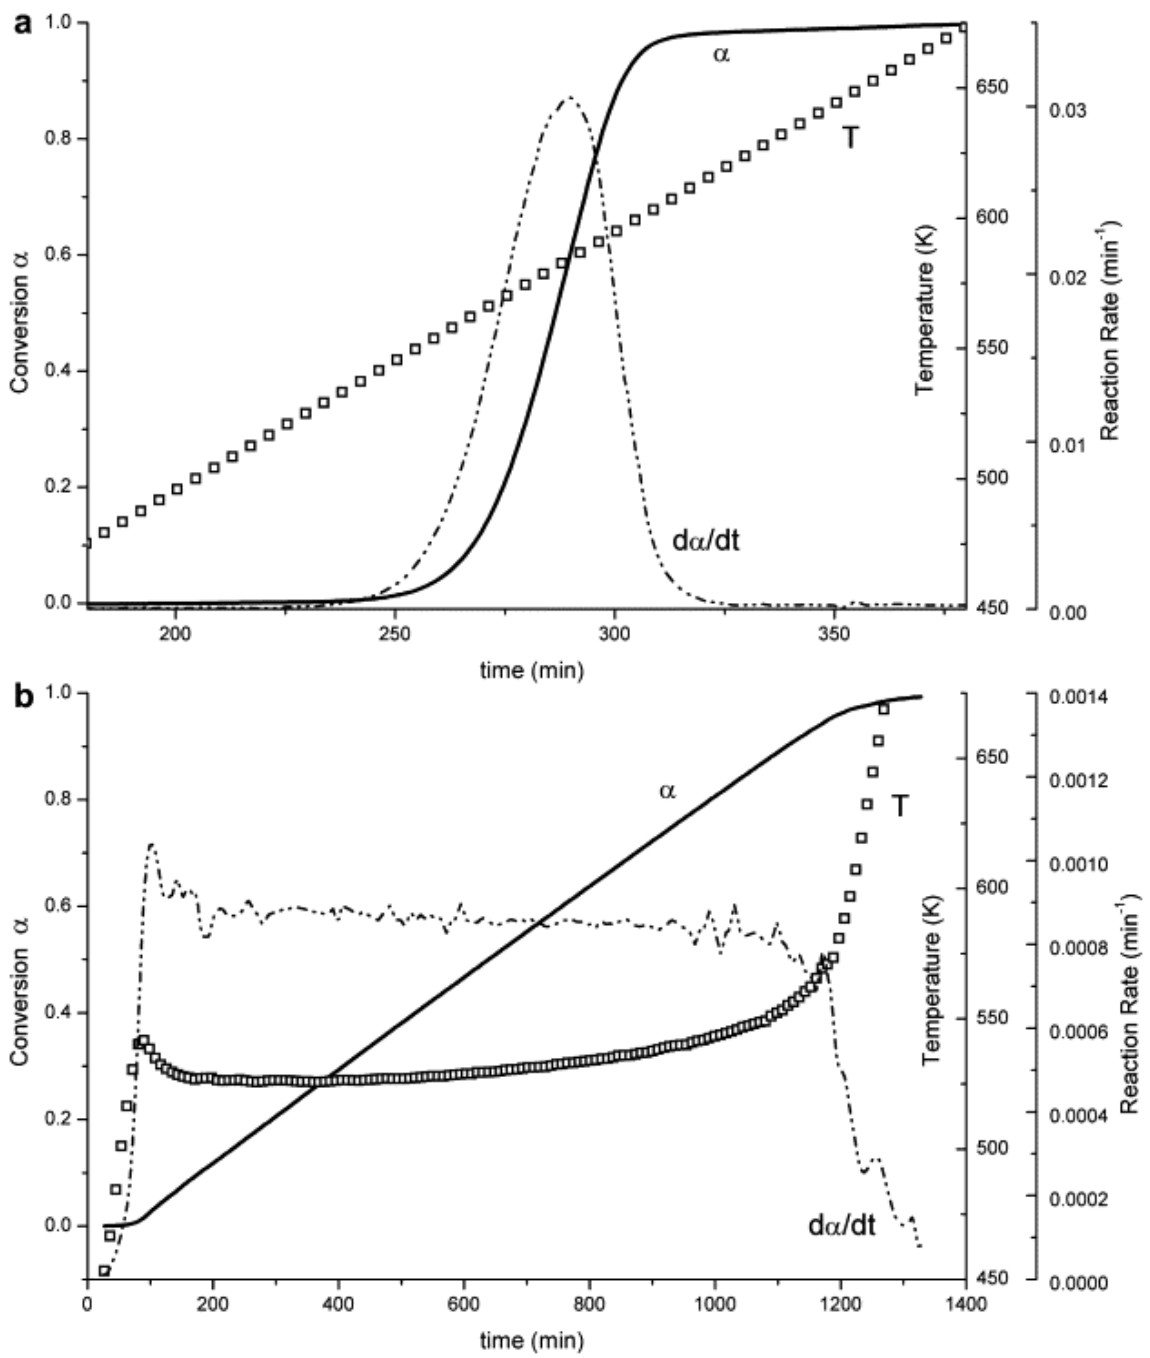 a
1.0
0.8
0.6
0.4
0.2
0.0
Conversion α
200
250
300
350
time (min)
450
500
550
600
650
Temperature (K)
0.00
0.01
0.02
0.03
Reaction Rate (min⁻¹)
α
T
dα/dt
b
1.0
0.8
0.6
0.4
0.2
0.0
Conversion α
0
200
400
600
800
1000
1200
1400
time (min)
450
500
550
600
650
Temperature (K)
0.0000
0.0002
0.0004
0.0006
0.0008
0.0010
0.0012
0.0014
Reaction Rate (min⁻¹)
α
T
dα/dt